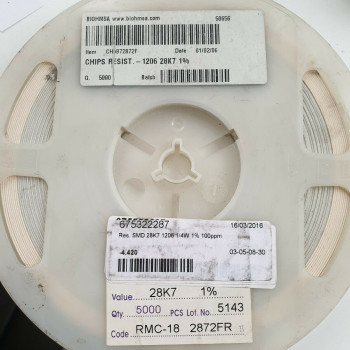 BIOHMSA www.biohmsa.com 50656
Item CH6872872F Date 01/02/06
CHIPS RESIST.-1206 28K7 1%
Q. 5000 Batch
675322287 16/03/2016
Res. SMD 28K7 1206 1/4W 1% 100ppm
4.420 03-05-08-30
Value 28K7 1%
Qty. 5000 PCS Lot No. 5143
Code RMC-18 2872FR